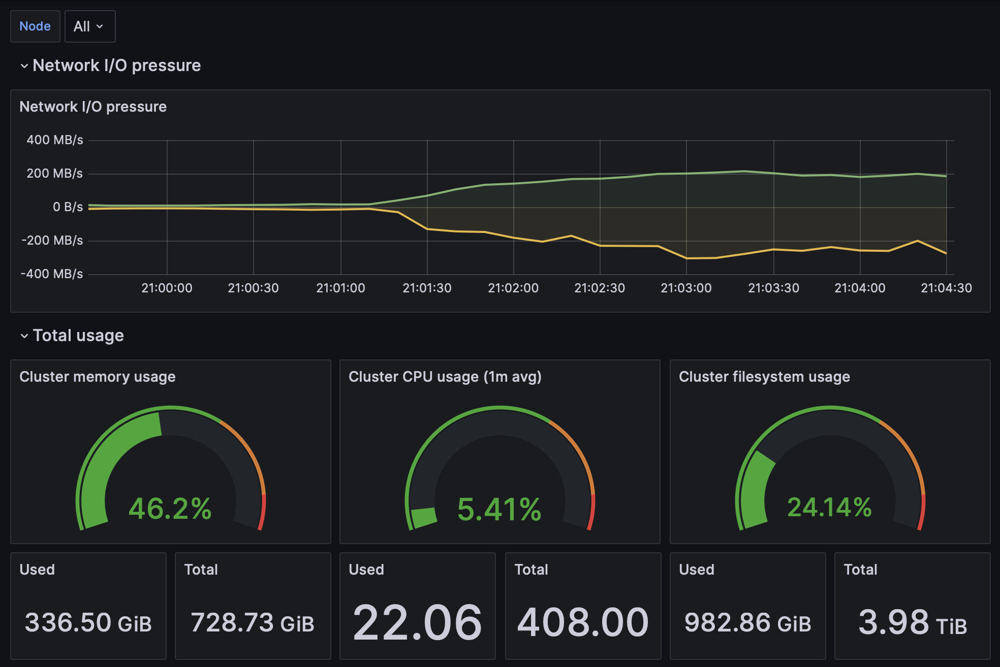 Node All
Network I/O pressure
Network I/O pressure
400 MB/s
200 MB/s
0 B/s
-200 MB/s
-400 MB/s
21:00:00 21:00:30 21:01:00 21:01:30 21:02:00 21:02:30 21:03:00 21:03:30 21:04:00 21:04:30
Total usage
Cluster memory usage
46.2%
Cluster CPU usage (1m avg)
5.41%
Cluster filesystem usage
24.14%
Used
336.50 GiB
Total
728.73 GiB
Used
22.06
Total
408.00
Used
982.86 GiB
Total
3.98 TiB